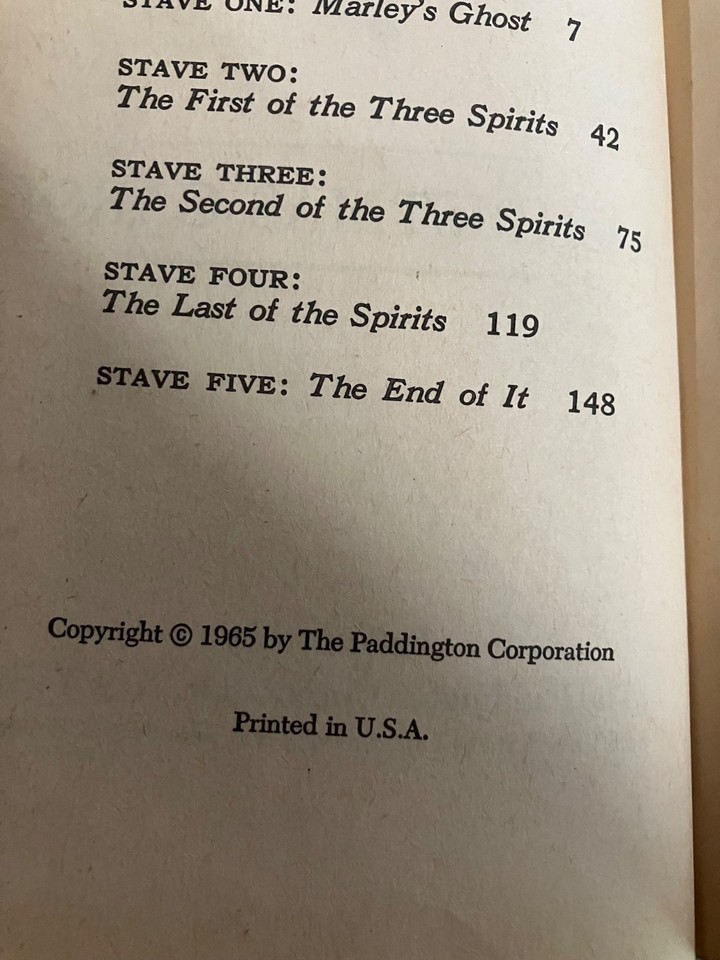 STAVE ONE: Marley's Ghost 7
STAVE TWO:
The First of the Three Spirits 42
STAVE THREE:
The Second of the Three Spirits 75
STAVE FOUR:
The Last of the Spirits 119
STAVE FIVE: The End of It 148
Copyright © 1965 by The Paddington Corporation
Printed in U.S.A.